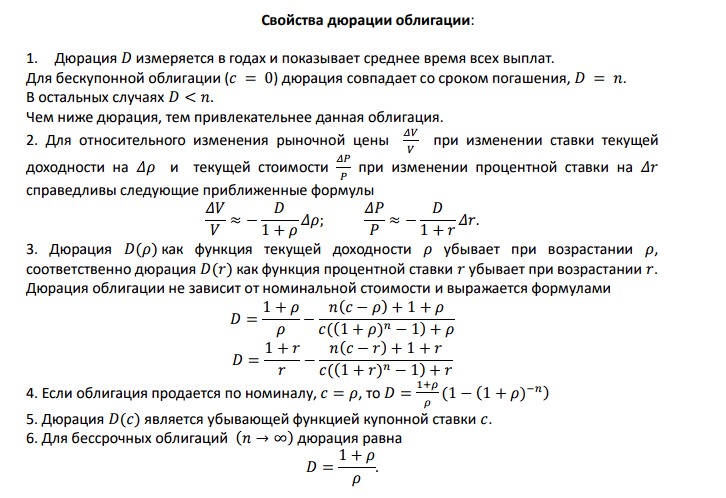 Свойства дюрации облигации:
1. Дюрация D измеряется в годах и показывает среднее время всех выплат.
Для бескупонной облигации (c = 0) дюрация совпадает со сроком погашения, D = n.
В остальных случаях D < n.
Чем ниже дюрация, тем привлекательнее данная облигация.
2. Для относительного изменения рыночной цены ΔV/V при изменении ставки текущей
доходности на Δρ и текущей стоимости ΔP/P при изменении процентной ставки на Δr
справедливы следующие приближенные формулы
ΔV/V ≈ − D/(1 + ρ) Δρ; ΔP/P ≈ − D/(1 + r) Δr.
3. Дюрация D(ρ) как функция текущей доходности ρ убывает при возрастании ρ,
соответственно дюрация D(r) как функция процентной ставки r убывает при возрастании r.
Дюрация облигации не зависит от номинальной стоимости и выражается формулами
D = (1 + ρ)/ρ − (n(c − ρ) + 1 + ρ)/(c((1 + ρ)ⁿ − 1) + ρ)
D = (1 + r)/r − (n(c − r) + 1 + r)/(c((1 + r)ⁿ − 1) + r)
4. Если облигация продается по номиналу, c = ρ, то D = (1+ρ)/ρ (1 − (1 + ρ)⁻ⁿ)
5. Дюрация D(c) является убывающей функцией купонной ставки c.
6. Для бессрочных облигаций (n → ∞) дюрация равна
D = (1 + ρ)/ρ.